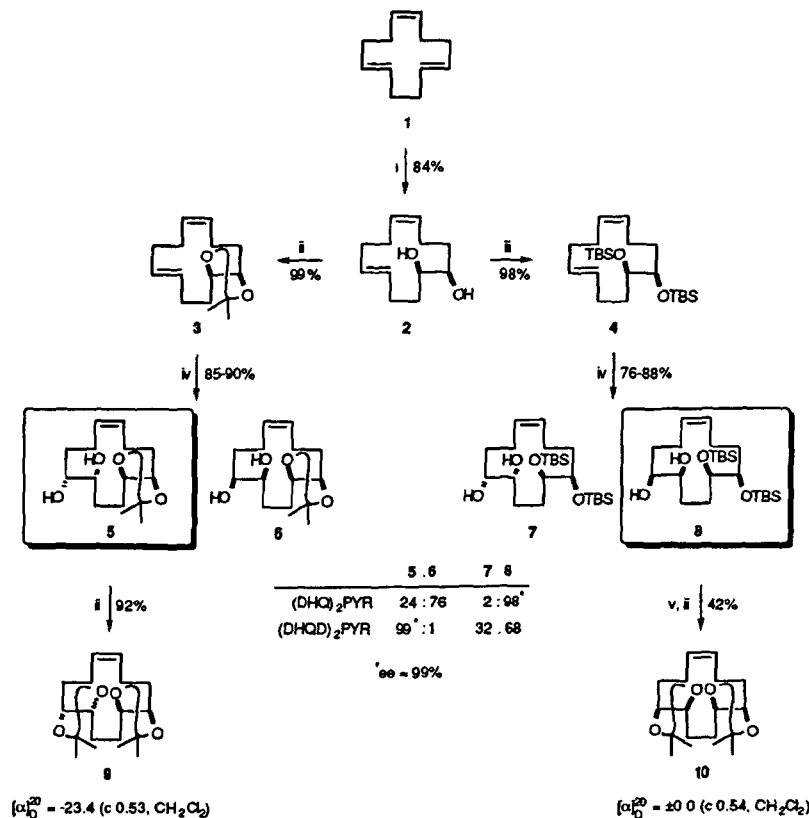 1
i 84%
HO
OH
ii
99%
iii
98%
O
O
TBSO
OTBS
3
2
4
iv 85-90%
iv 76-88%
HO O
HO
O
HO O
HO
O
HO OTBS
HO
OTBS
HO OTBS
HO
OTBS
5
6
7
8
5 : 6 7 8
(DHQ)₂PYR 24 : 76 2 : 98*
(DHQD)₂PYR 99* : 1 32 . 68
*ee = 99%
ii 92%
v, ii 42%
O O
O O
O O
O O
9
10
[α]²⁰D = -23.4 (c 0.53, CH₂Cl₂)
[α]²⁰D = ±0 0 (c 0.54, CH₂Cl₂)